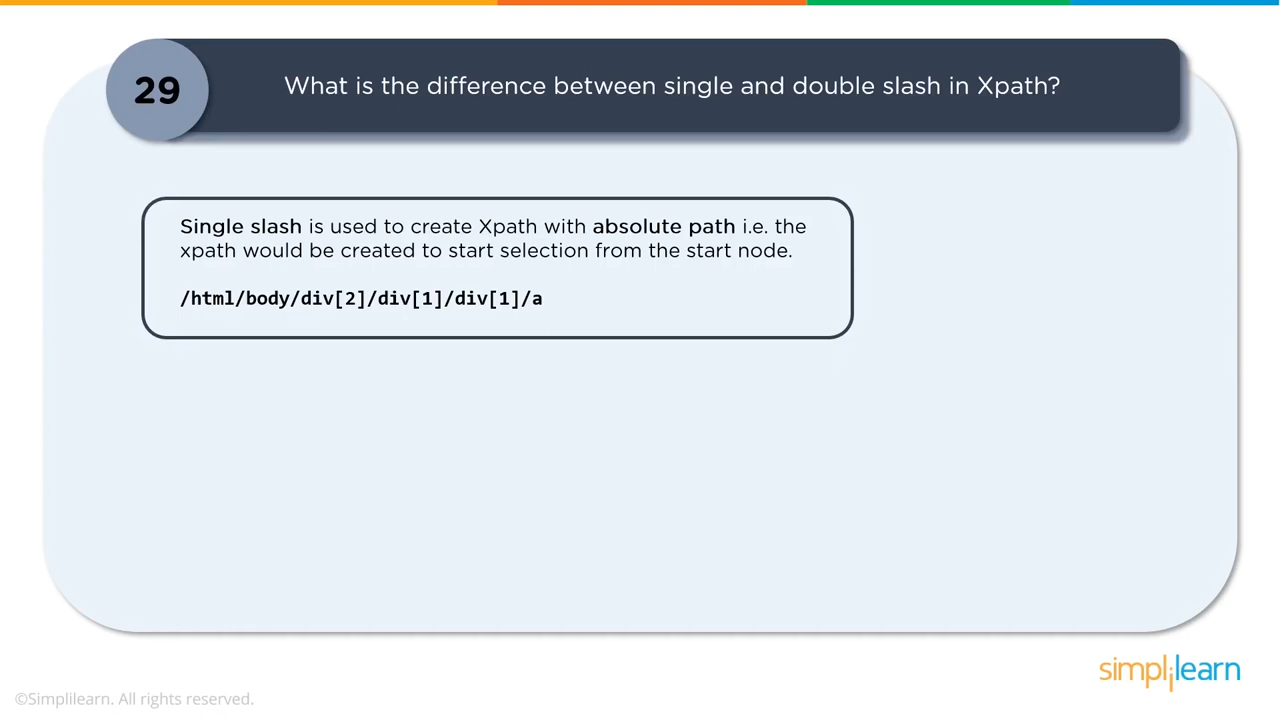 29
What is the difference between single and double slash in Xpath?
Single slash is used to create Xpath with absolute path i.e. the
xpath would be created to start selection from the start node.
/html/body/div[2]/div[1]/div[1]/a
simplilearn
©Simplilearn. All rights reserved.